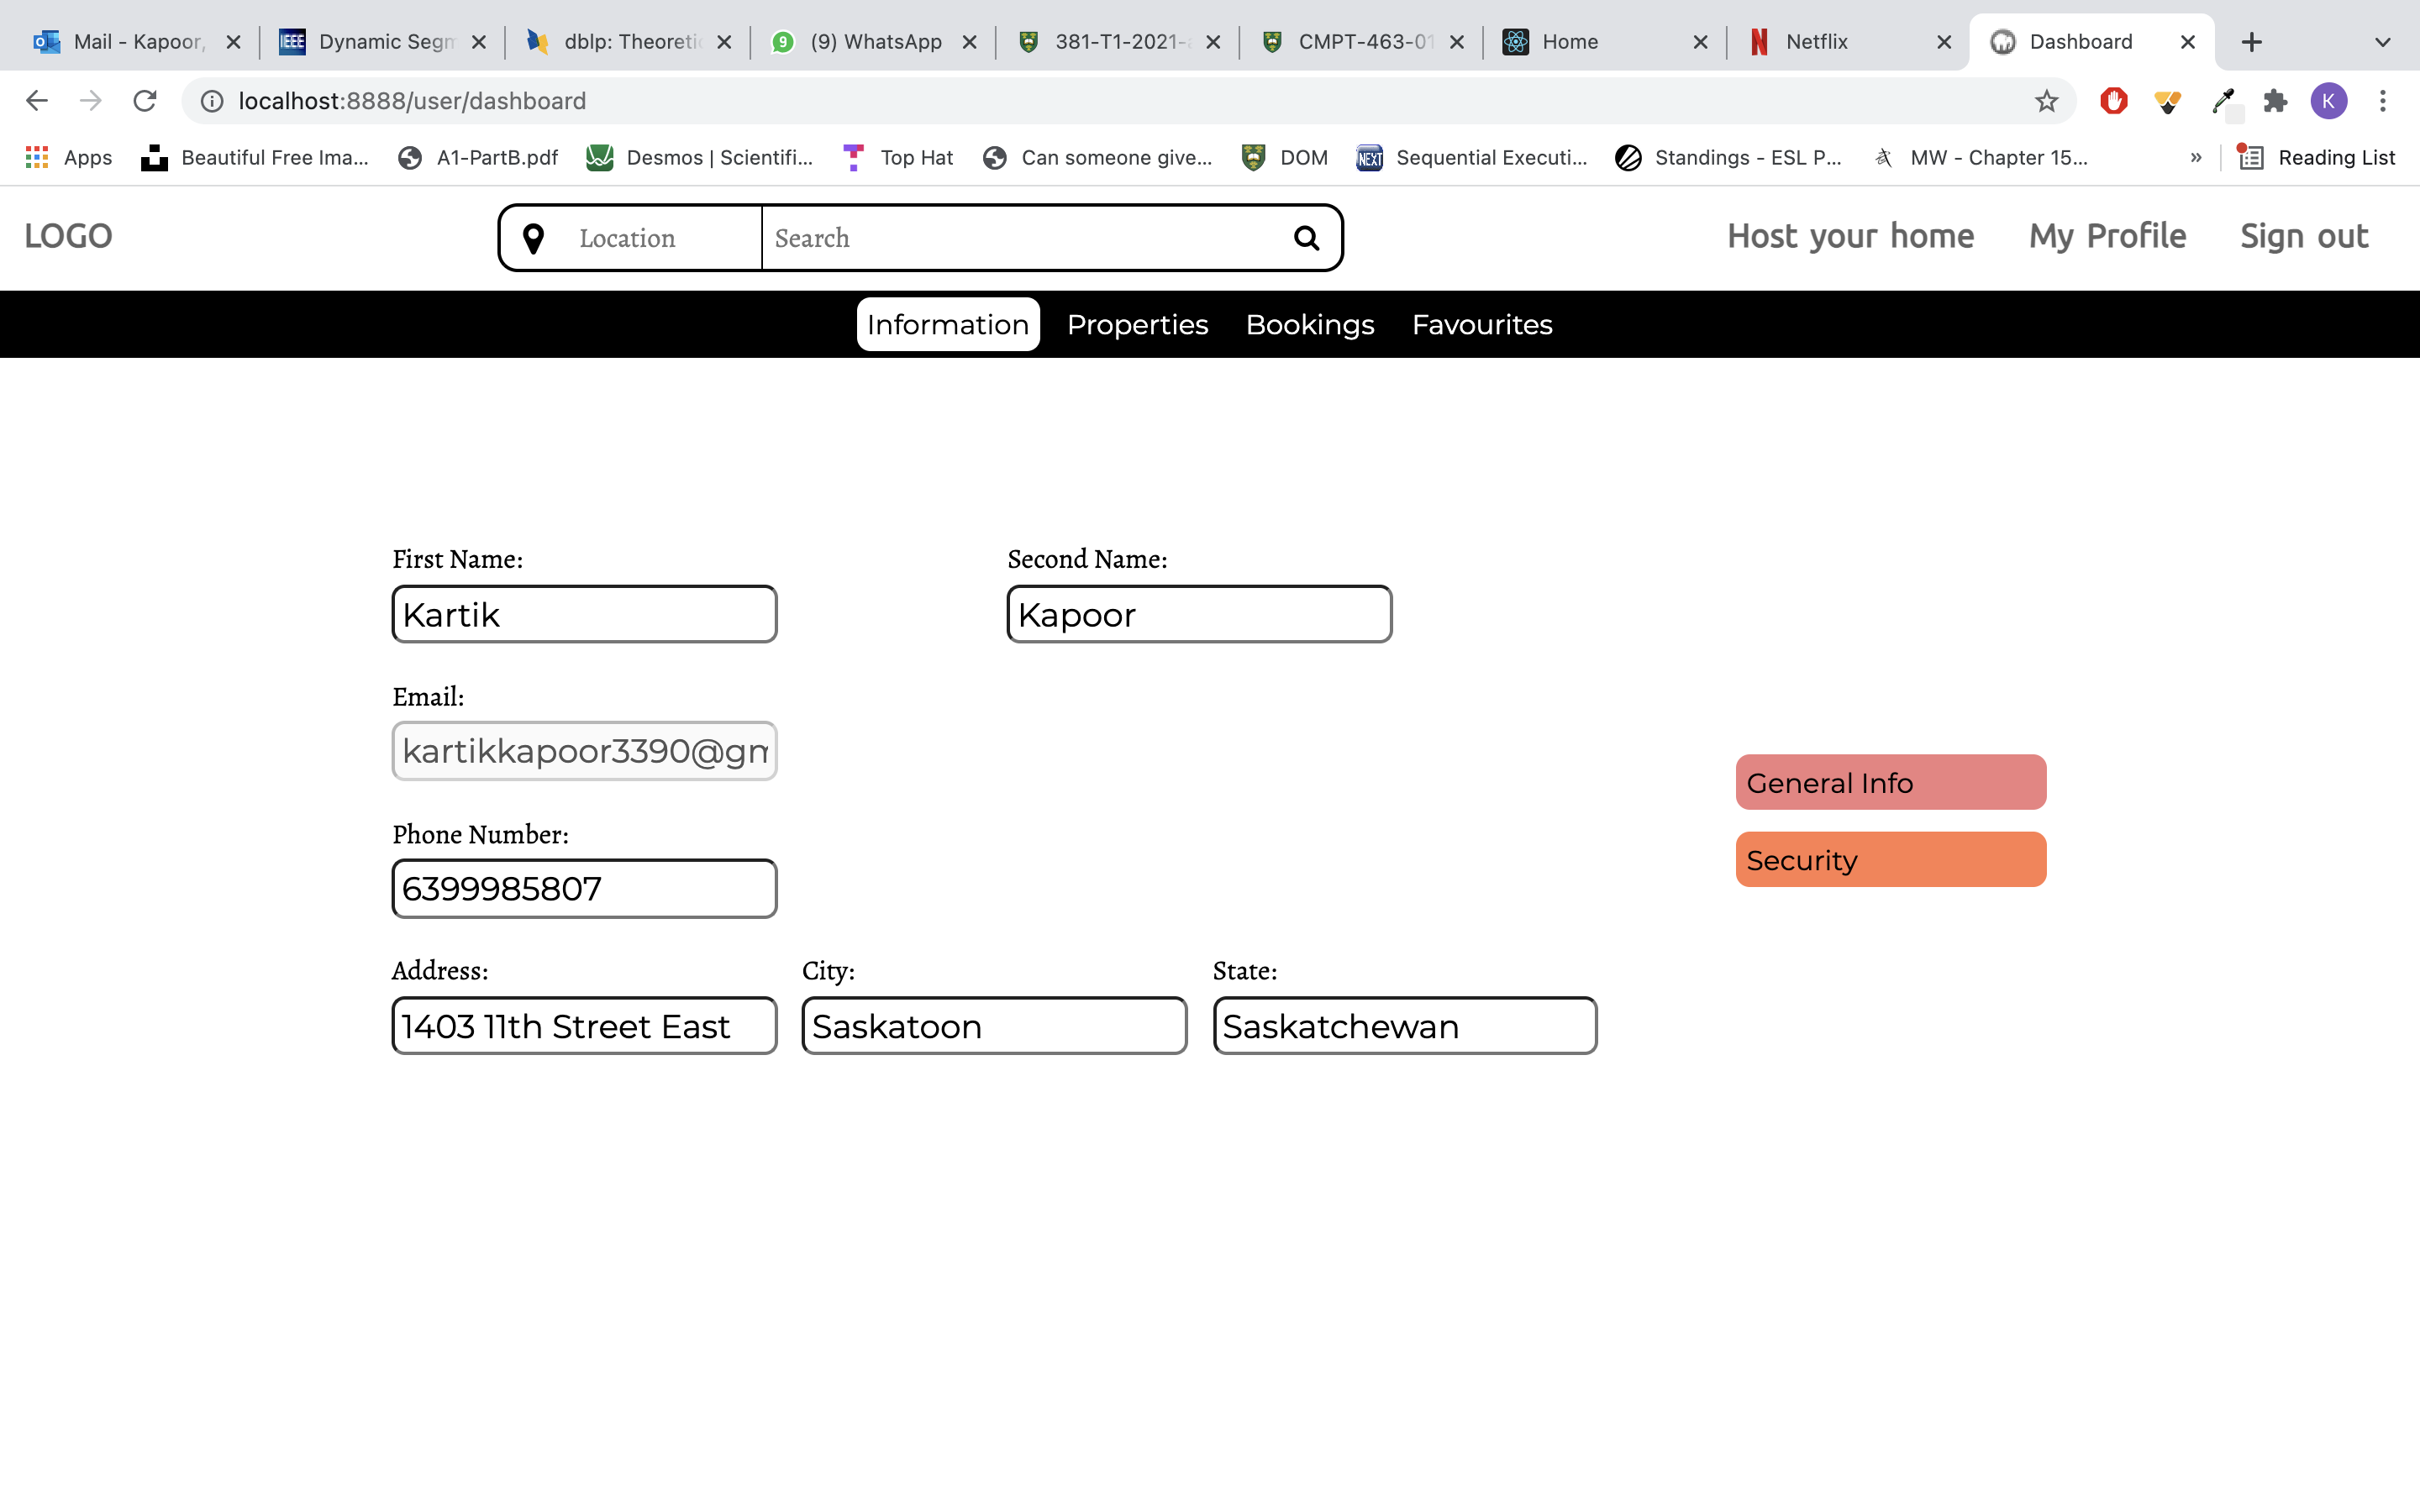 Mail - Kapoor, Dynamic Segm dblp: Theoretic (9) WhatsApp 381-T1-2021- CMPT-463-01 Home Netflix Dashboard
localhost:8888/user/dashboard K
Apps Beautiful Free Ima... A1-PartB.pdf Desmos | Scientifi... Top Hat Can someone give... DOM Sequential Executi... Standings - ESL P... MW - Chapter 15... » Reading List
LOGO Location Search Host your home My Profile Sign out
Information Properties Bookings Favourites
First Name: Second Name:
Kartik Kapoor
Email:
kartikkapoor3390@gm
General Info
Phone Number:
Security
6399985807
Address: City: State:
1403 11th Street East Saskatoon Saskatchewan